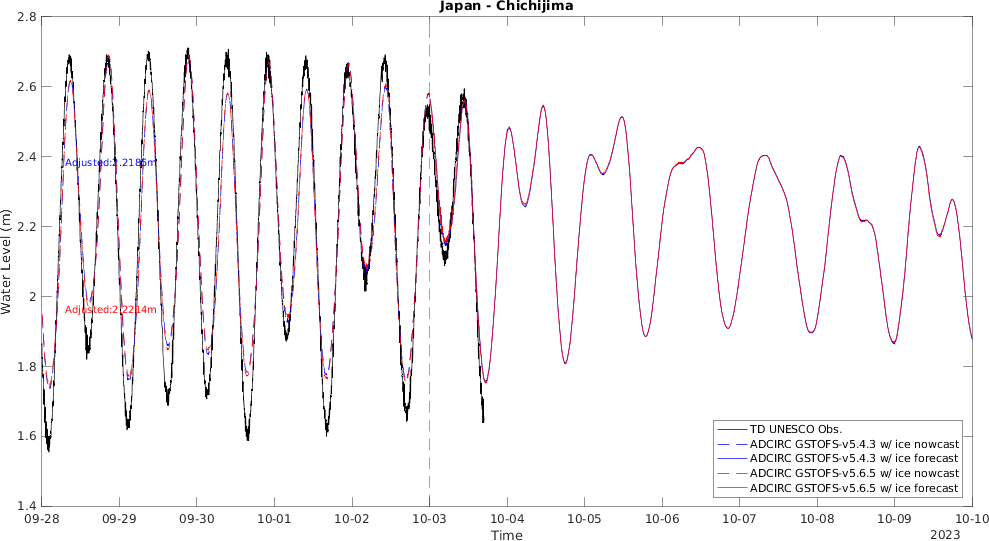 Japan - Chichijima
2.8
2.6
2.4
2.2
2
1.8
1.6
1.4
Water Level (m)
Adjusted:2.2185m
Adjusted:2.2214m
TD UNESCO Obs.
ADCIRC GSTOFS-v5.4.3 w/ ice nowcast
ADCIRC GSTOFS-v5.4.3 w/ ice forecast
ADCIRC GSTOFS-v5.6.5 w/ ice nowcast
ADCIRC GSTOFS-v5.6.5 w/ ice forecast
09-28 09-29 09-30 10-01 10-02 10-03 10-04 10-05 10-06 10-07 10-08 10-09 10-10
Time
2023